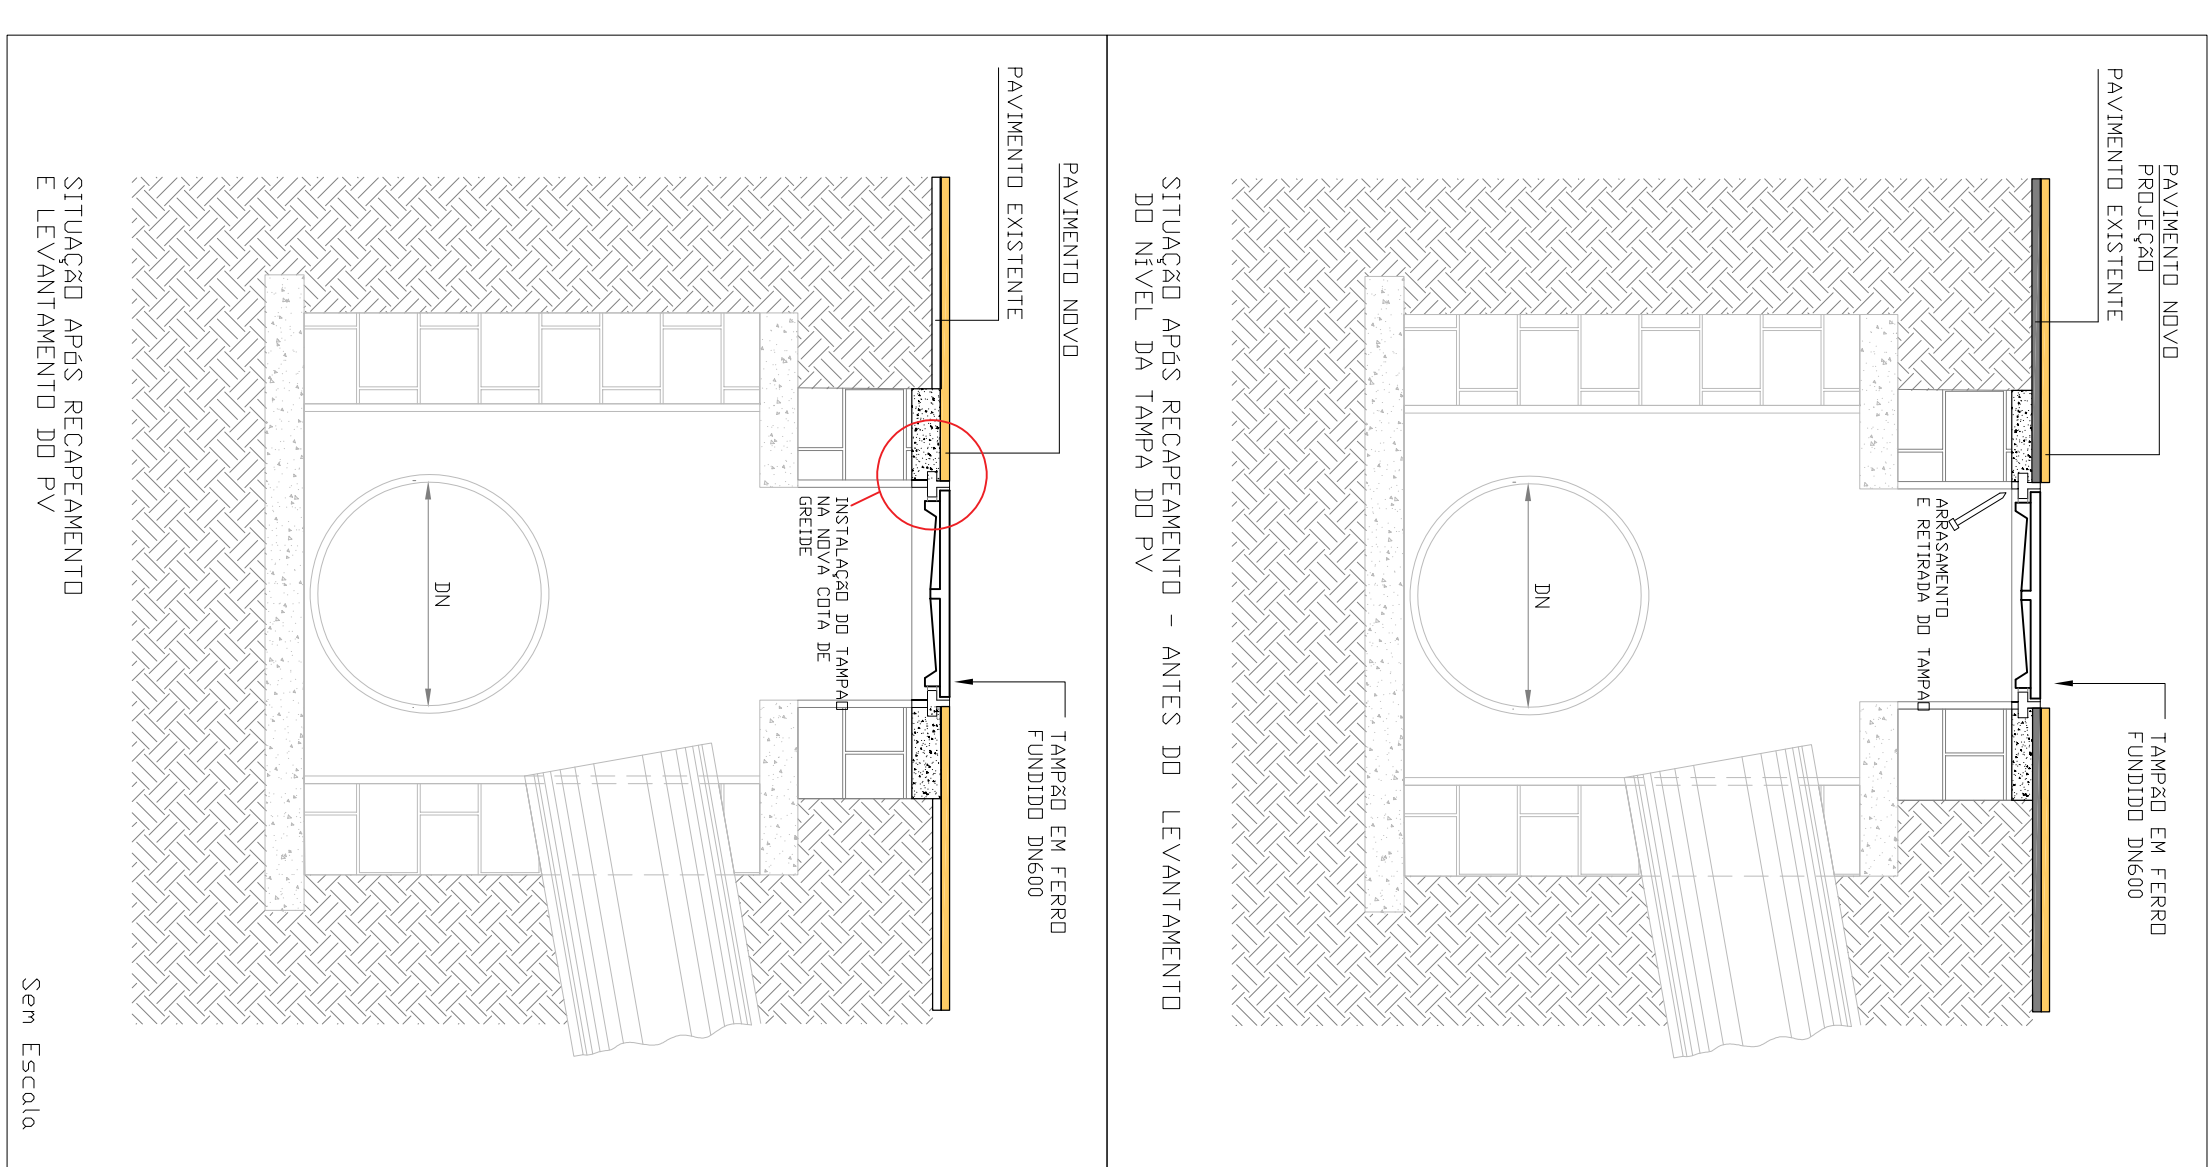 PAVIMENTO NOVO
PROJEÇÃO
PAVIMENTO EXISTENTE
TAMPÃO EM FERRO
FUNDIDO DN600
ARRASAMENTO
E RETIRADA DO TAMPAO
DN
SITUAÇÃO APóS RECAPEAMENTO - ANTES DO LEVANTAMENTO
DO NíVEL DA TAMPA DO PV
PAVIMENTO NOVO
PAVIMENTO EXISTENTE
TAMPÃO EM FERRO
FUNDIDO DN600
INSTALAÇÃO DO TAMPAO
NA NOVA COTA DE
GREIDE
DN
SITUAÇÃO APóS RECAPEAMENTO
E LEVANTAMENTO DO PV
Sem Escala